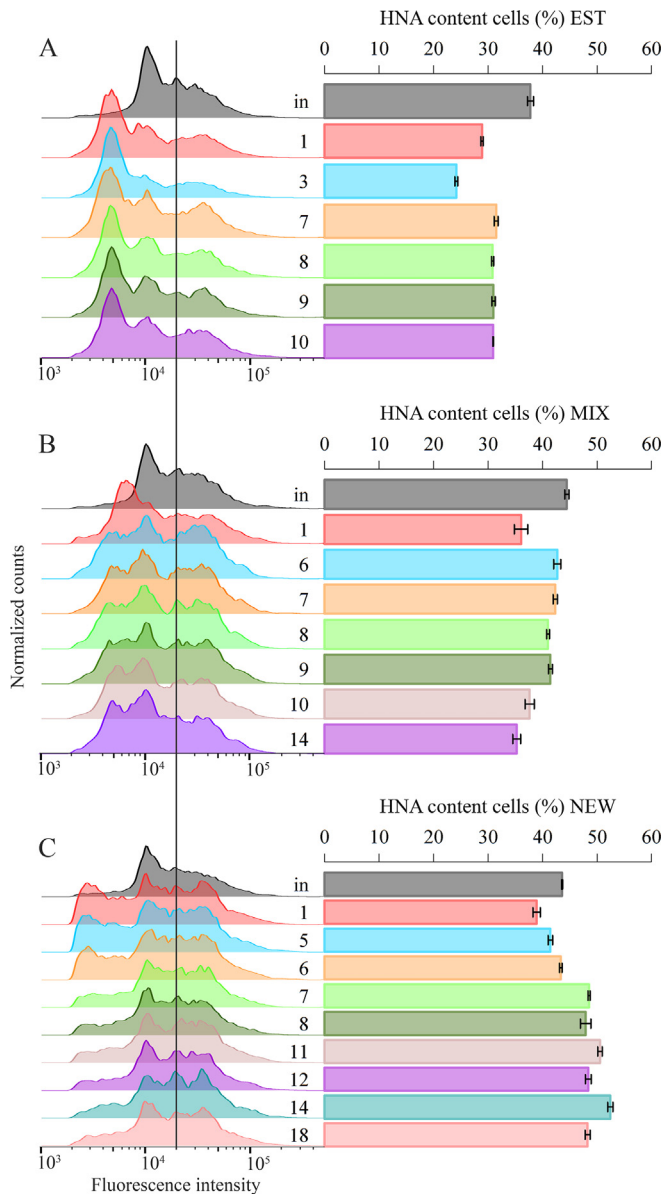 HNA content cells (%) EST
0 10 20 30 40 50 60
A
in
1
3
7
8
9
10
10³ 10⁴ 10⁵
HNA content cells (%) MIX
0 10 20 30 40 50 60
B
in
1
6
7
8
9
10
14
10³ 10⁴ 10⁵
Normalized counts
HNA content cells (%) NEW
0 10 20 30 40 50 60
C
in
1
5
6
7
8
11
12
14
18
10³ 10⁴ 10⁵
Fluorescence intensity